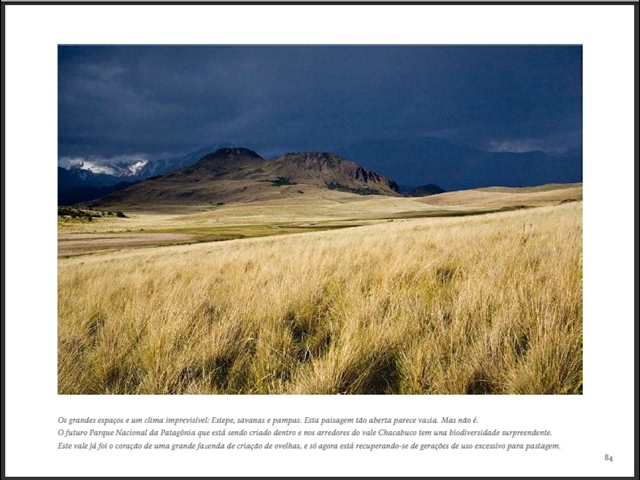 Os grandes espaços e um clima imprevisível: Estepe, savanas e pampas. Esta paisagem tão aberta parece vazia. Mas não é.
O futuro Parque Nacional da Patagônia que está sendo criado dentro e nos arredores do vale Chacabuco tem una biodiversidade surpreendente.
Este vale já foi o coração de uma grande fazenda de criação de ovelhas, e só agora está recuperando-se de gerações de uso excessivo para pastagem.
84